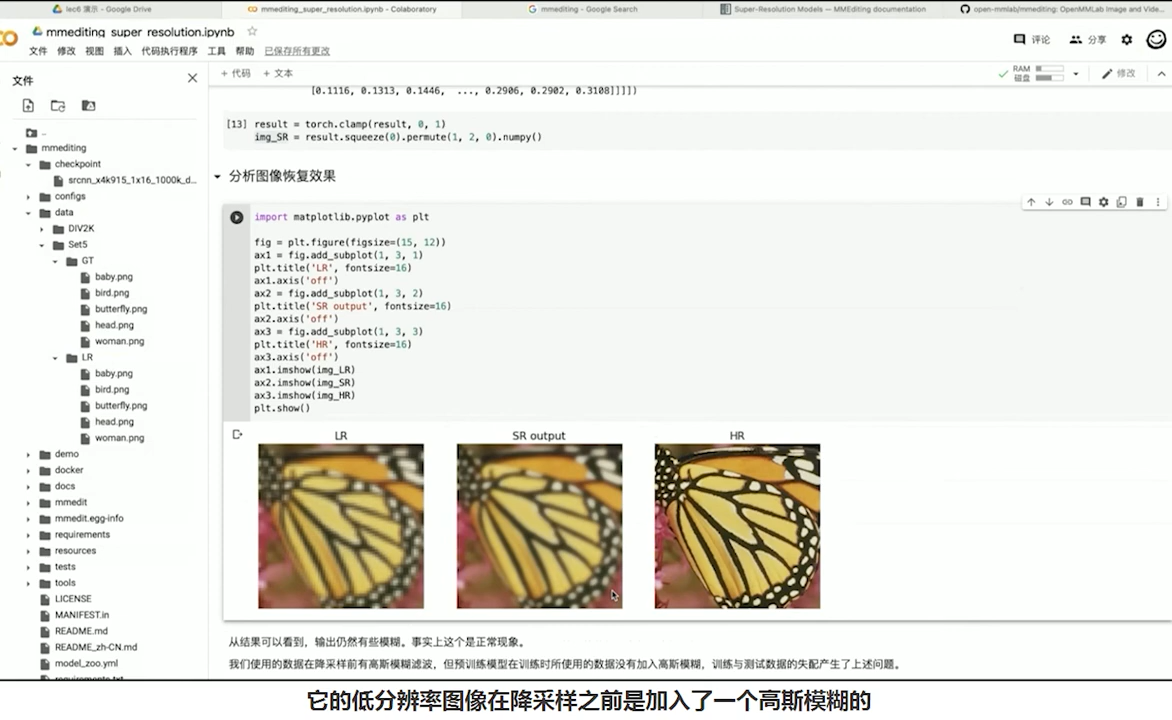 lec6 演示 - Google Drive
mmediting_super_resolution.ipynb - Colaboratory
mmediting - Google Search
Super-Resolution Models — MMEditing documentation
open-mmlab/mmediting: OpenMMLab Image and Vide...
mmediting_super_resolution.ipynb
文件 修改 视图 插入 代码执行程序 工具 帮助 已保存所有更改
评论 分享
文件
+ 代码 + 文本
RAM
磁盘
修改
..
mmediting
checkpoint
srcnn_x4k915_1x16_1000k_d...
configs
data
DIV2K
Set5
GT
baby.png
bird.png
butterfly.png
head.png
woman.png
LR
baby.png
bird.png
butterfly.png
head.png
woman.png
demo
docker
docs
mmedit
mmedit.egg-info
requirements
resources
tests
tools
LICENSE
MANIFEST.in
README.md
README_zh-CN.md
model_zoo.yml
requirements.txt
[0.1116, 0.1313, 0.1446, ..., 0.2906, 0.2902, 0.3108]]]])
[13] result = torch.clamp(result, 0, 1)
img_SR = result.squeeze(0).permute(1, 2, 0).numpy()
分析图像恢复效果
import matplotlib.pyplot as plt
fig = plt.figure(figsize=(15, 12))
ax1 = fig.add_subplot(1, 3, 1)
plt.title('LR', fontsize=16)
ax1.axis('off')
ax2 = fig.add_subplot(1, 3, 2)
plt.title('SR output', fontsize=16)
ax2.axis('off')
ax3 = fig.add_subplot(1, 3, 3)
plt.title('HR', fontsize=16)
ax3.axis('off')
ax1.imshow(img_LR)
ax2.imshow(img_SR)
ax3.imshow(img_HR)
plt.show()
LR SR output HR
从结果可以看到，输出仍然有些模糊。事实上这个是正常现象。
我们使用的数据在降采样前有高斯模糊滤波，但预训练模型在训练时所使用的数据没有加入高斯模糊，训练与测试数据的失配产生了上述问题。
它的低分辨率图像在降采样之前是加入了一个高斯模糊的